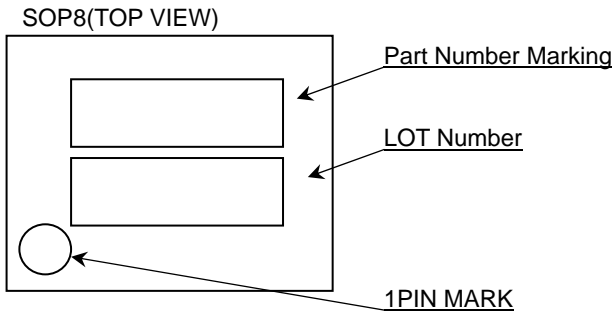 SOP8(TOP VIEW)
Part Number Marking
LOT Number
1PIN MARK